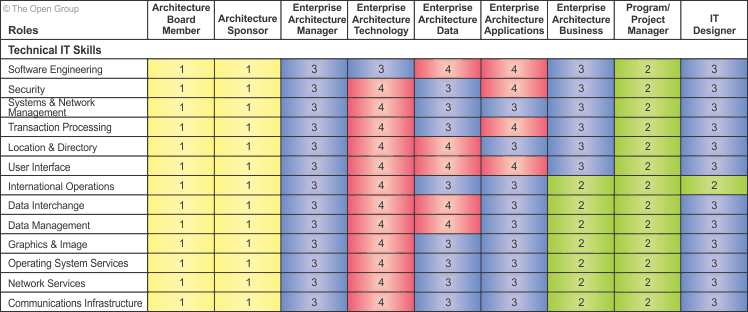 © The Open Group
Roles
Architecture Board Member
Architecture Sponsor
Enterprise Architecture Manager
Enterprise Architecture Technology
Enterprise Architecture Data
Enterprise Architecture Applications
Enterprise Architecture Business
Program/ Project Manager
IT Designer
Technical IT Skills
Software Engineering 1 1 3 3 4 4 3 2 3
Security 1 1 3 4 3 4 3 2 3
Systems & Network Management 1 1 3 4 3 3 3 2 3
Transaction Processing 1 1 3 4 3 4 3 2 3
Location & Directory 1 1 3 4 4 3 3 2 3
User Interface 1 1 3 4 4 4 3 2 3
International Operations 1 1 3 4 3 3 2 2 2
Data Interchange 1 1 3 4 4 3 2 2 3
Data Management 1 1 3 4 4 3 2 2 3
Graphics & Image 1 1 3 4 3 3 2 2 3
Operating System Services 1 1 3 4 3 3 2 2 3
Network Services 1 1 3 4 3 3 2 2 3
Communications Infrastructure 1 1 3 4 3 3 2 2 3